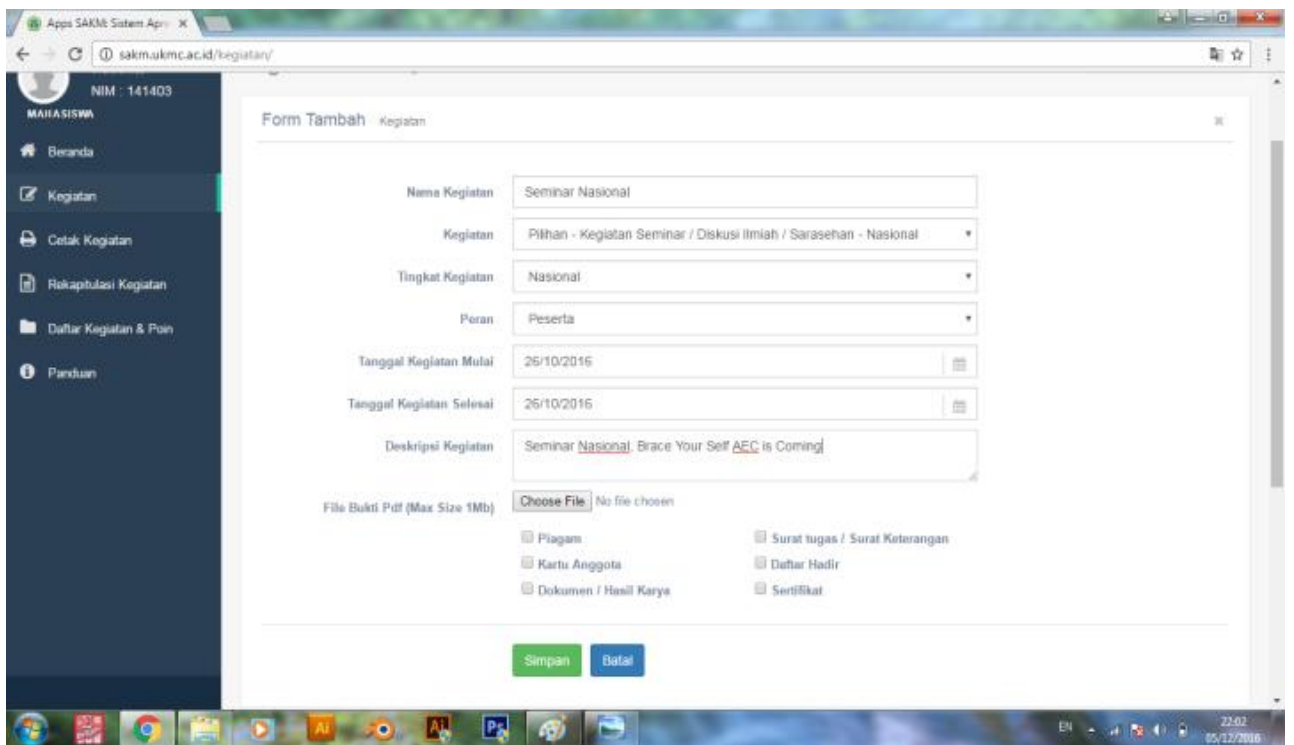 Apps SAKM: Sistem Apr
sakm.ukmc.ac.id/kegiatan/
NIM : 141403
MAHASISWA
Beranda
Kegiatan
Cetak Kegiatan
Rekapitulasi Kegiatan
Daftar Kegiatan & Poin
Panduan
Form Tambah Kegiatan
Nama Kegiatan Seminar Nasional
Kegiatan Pilihan - Kegiatan Seminar / Diskusi Ilmiah / Sarasehan - Nasional
Tingkat Kegiatan Nasional
Peran Peserta
Tanggal Kegiatan Mulai 26/10/2016
Tanggal Kegiatan Selesai 26/10/2016
Deskripsi Kegiatan Seminar Nasional. Brace Your Self AEC is Coming
File Bukti Pdf (Max Size 1Mb) Choose File No file chosen
Piagam Surat tugas / Surat Keterangan
Kartu Anggota Daftar Hadir
Dokumen / Hasil Karya Sertifikat
Simpan Batal
Ai Ai Ps EN 22:02
05/12/2016